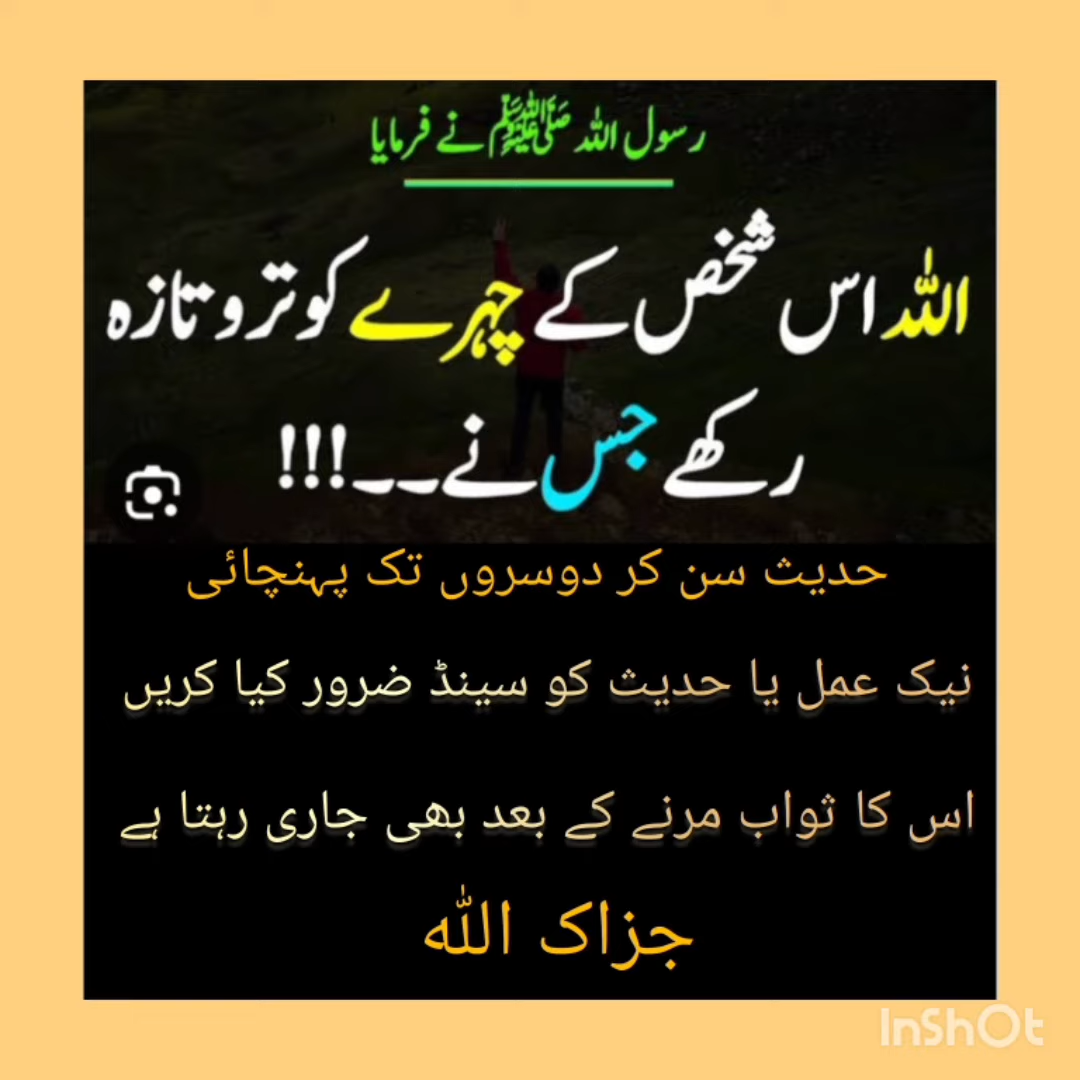 رسول اللہ ﷺ نے فرمایا
اللہ اس شخص کے چہرے کو تروتازہ
رکھے جس نے۔۔!!!
حدیث سن کر دوسروں تک پہنچائی
نیک عمل یا حدیث کو سینڈ ضرور کیا کریں
اس کا ثواب مرنے کے بعد بھی جاری رہتا ہے
جزاک اللہ
InShOt